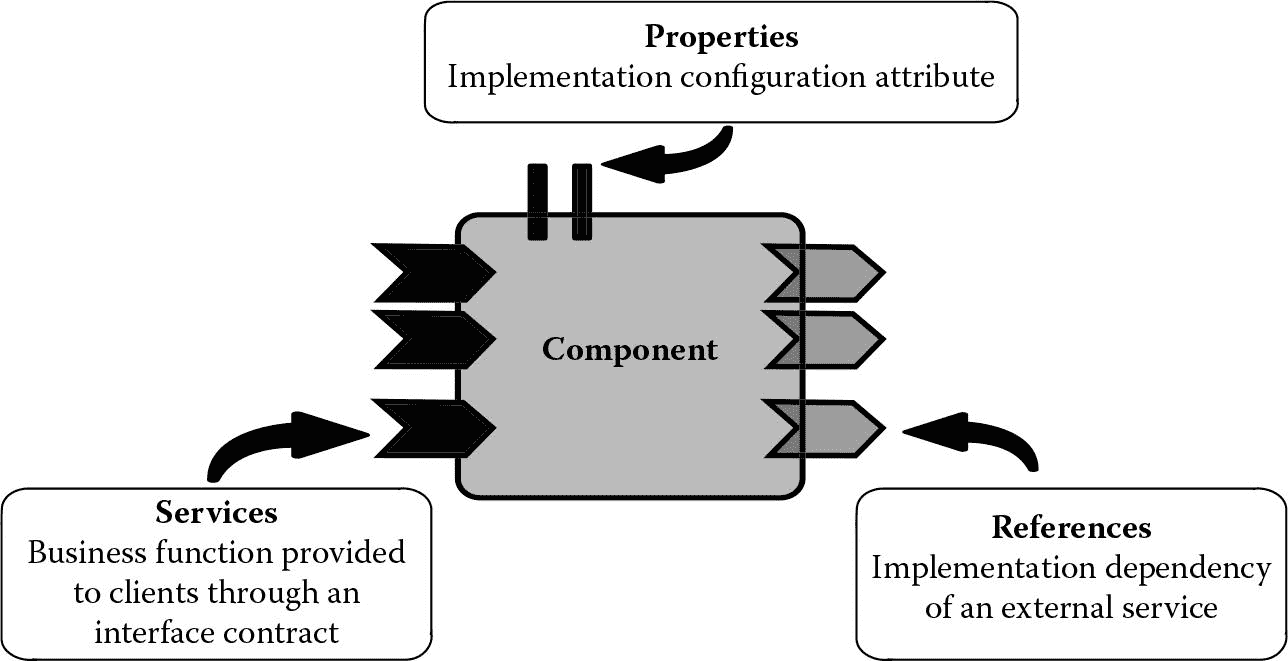 Properties
Implementation configuration attribute
Component
Services
Business function provided
to clients through an
interface contract
References
Implementation dependency
of an external service